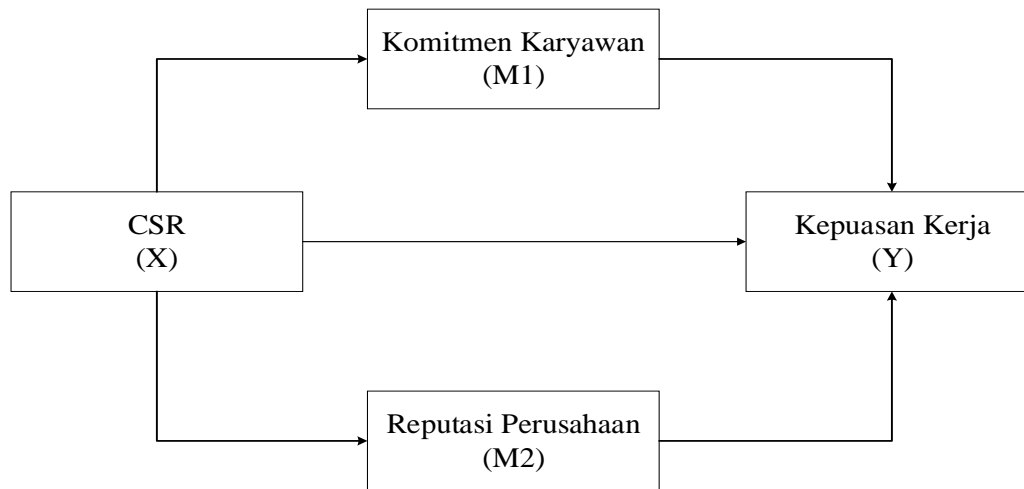 Komitmen Karyawan
(M1)
CSR
(X)
Kepuasan Kerja
(Y)
Reputasi Perusahaan
(M2)